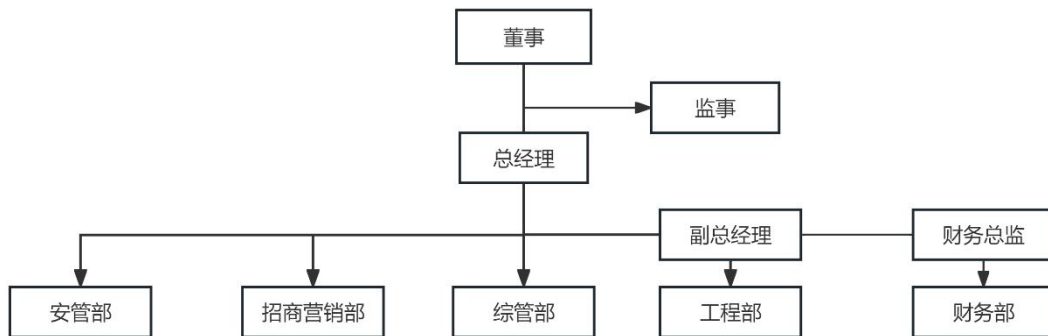 董事
监事
总经理
副总经理
财务总监
安管部
招商营销部
综管部
工程部
财务部